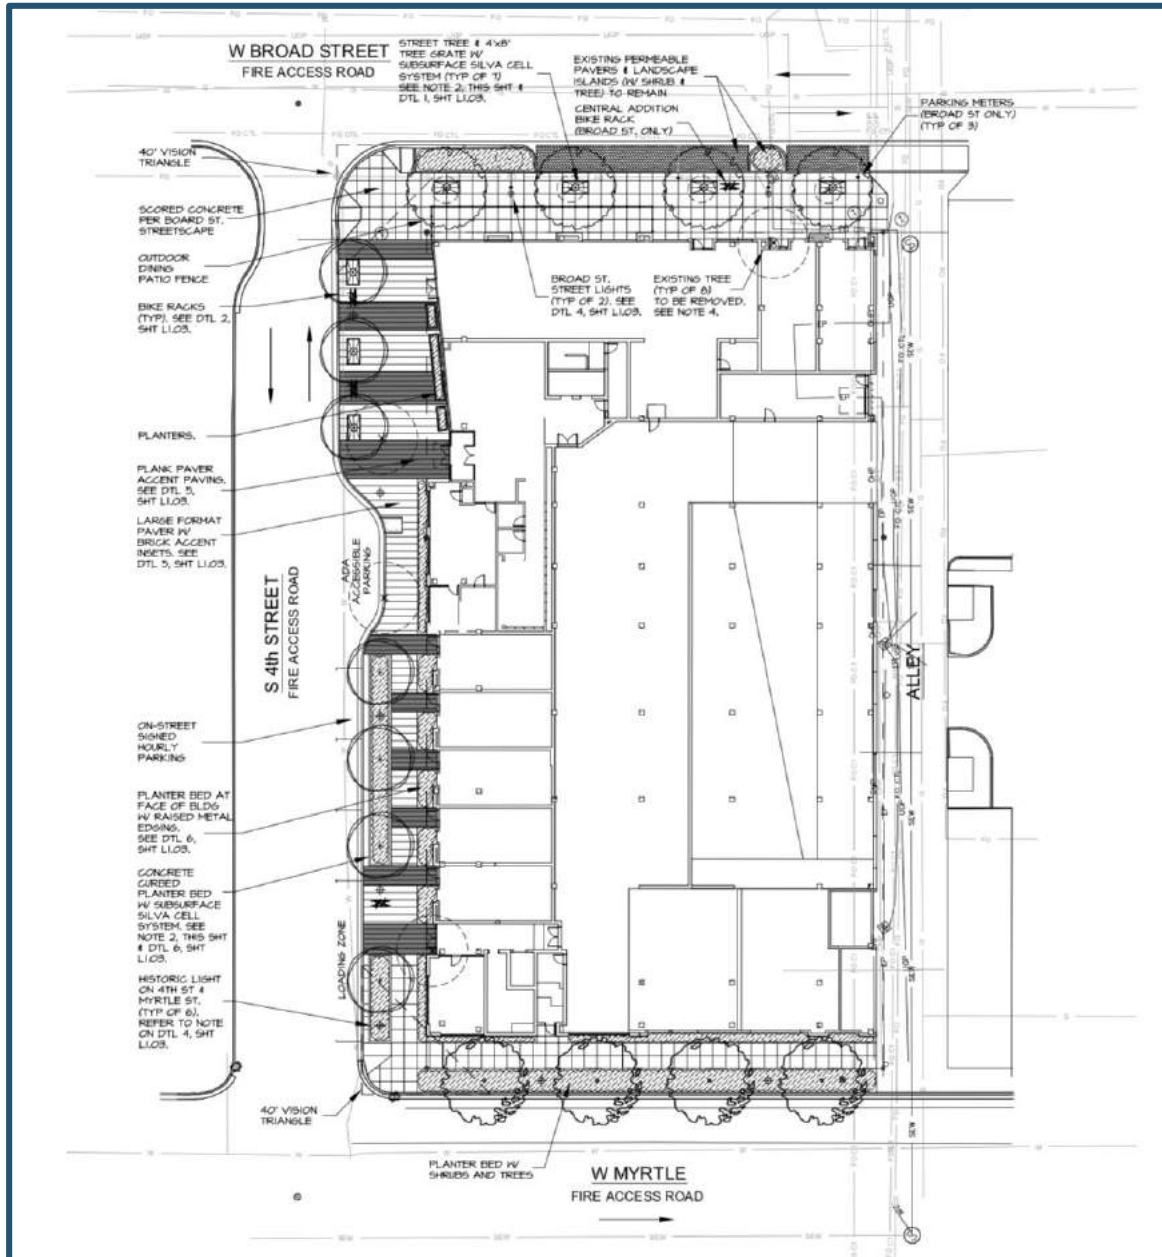 W BROAD STREET
FIRE ACCESS ROAD
STREET TREE & 4'x8'
TREE GRATE W/
SUBSURFACE SILVA CELL
SYSTEM (TYP OF 7)
SEE NOTE 2, THIS SHT &
DTL 1, SHT L1.03.
EXISTING PERMEABLE
PAVERS & LANDSCAPE
ISLANDS (W/ SHRUB &
TREE) TO REMAIN
CENTRAL ADDITION
BIKE RACK
(BROAD ST. ONLY)
PARKING METERS
(BROAD ST ONLY)
(TYP OF 3)
40' VISION
TRIANGLE
SCORED CONCRETE
PER BOARD ST.
STREETSCAPE
OUTDOOR
DINING
PATIO FENCE
BIKE RACKS
(TYP). SEE DTL 2,
SHT L1.03.
BROAD ST.
STREET LIGHTS
(TYP OF 2). SEE
DTL 4, SHT L1.03.
EXISTING TREE
(TYP OF 8)
TO BE REMOVED.
SEE NOTE 4.
PLANTERS.
PLANK PAVER
ACCENT PAVING.
SEE DTL 5,
SHT L1.03.
LARGE FORMAT
PAVER W/
BRICK ACCENT
INSETS. SEE
DTL 5, SHT L1.03.
ADA
ACCESSIBLE
PARKING
S 4th STREET
FIRE ACCESS ROAD
ALLEY
ON-STREET
SIGNED
HOURLY
PARKING
PLANTER BED AT
FACE OF BLDG
W/ RAISED METAL
EDGING.
SEE DTL 6,
SHT L1.03.
CONCRETE
CURBED
PLANTER BED
W/ SUBSURFACE
SILVA CELL
SYSTEM. SEE
NOTE 2, THIS SHT
& DTL 6, SHT
L1.03.
LOADING ZONE
HISTORIC LIGHT
ON 4TH ST &
MYRTLE ST.
(TYP OF 6).
REFER TO NOTE
ON DTL 4, SHT
L1.03.
40' VISION
TRIANGLE
PLANTER BED W/
SHRUBS AND TREES
W MYRTLE
FIRE ACCESS ROAD